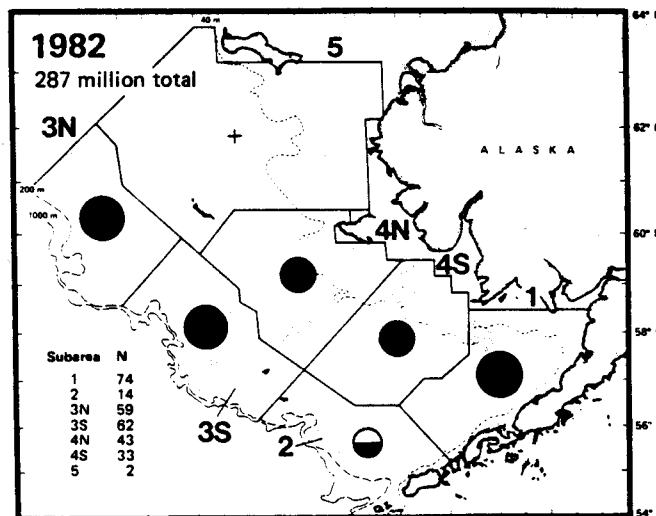 1982
287 million total
40 m
5
64°
3N
62°
ALASKA
200 m
1000 m
4N
60°
4S
1
58°
Subarea N
1 74
2 14
3N 59
3S 62
4N 43
4S 33
5 2
3S
2
56°
54°